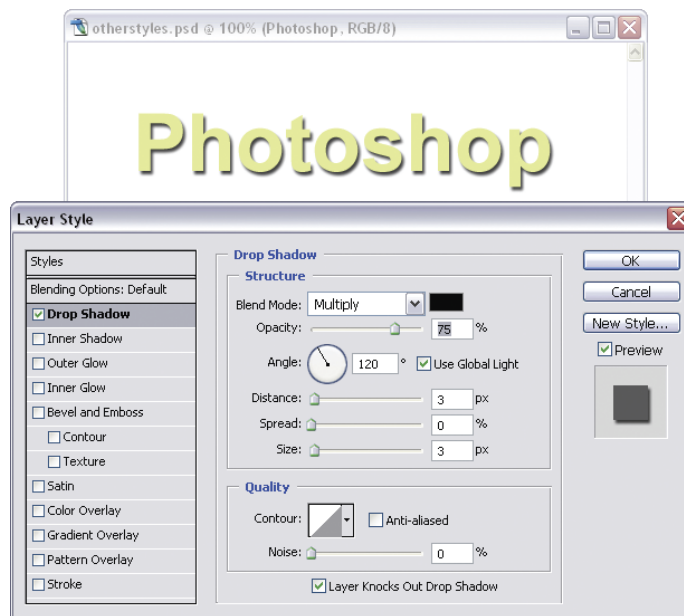 otherstyles.psd @ 100% (Photoshop, RGB/8)
Photoshop
Layer Style
Styles
Blending Options: Default
Drop Shadow
Inner Shadow
Outer Glow
Inner Glow
Bevel and Emboss
Contour
Texture
Satin
Color Overlay
Gradient Overlay
Pattern Overlay
Stroke
Drop Shadow
Structure
Blend Mode: Multiply
Opacity: 75 %
Angle: 120 ° Use Global Light
Distance: 3 px
Spread: 0 %
Size: 3 px
Quality
Contour: Anti-aliased
Noise: 0 %
Layer Knocks Out Drop Shadow
OK
Cancel
New Style...
Preview